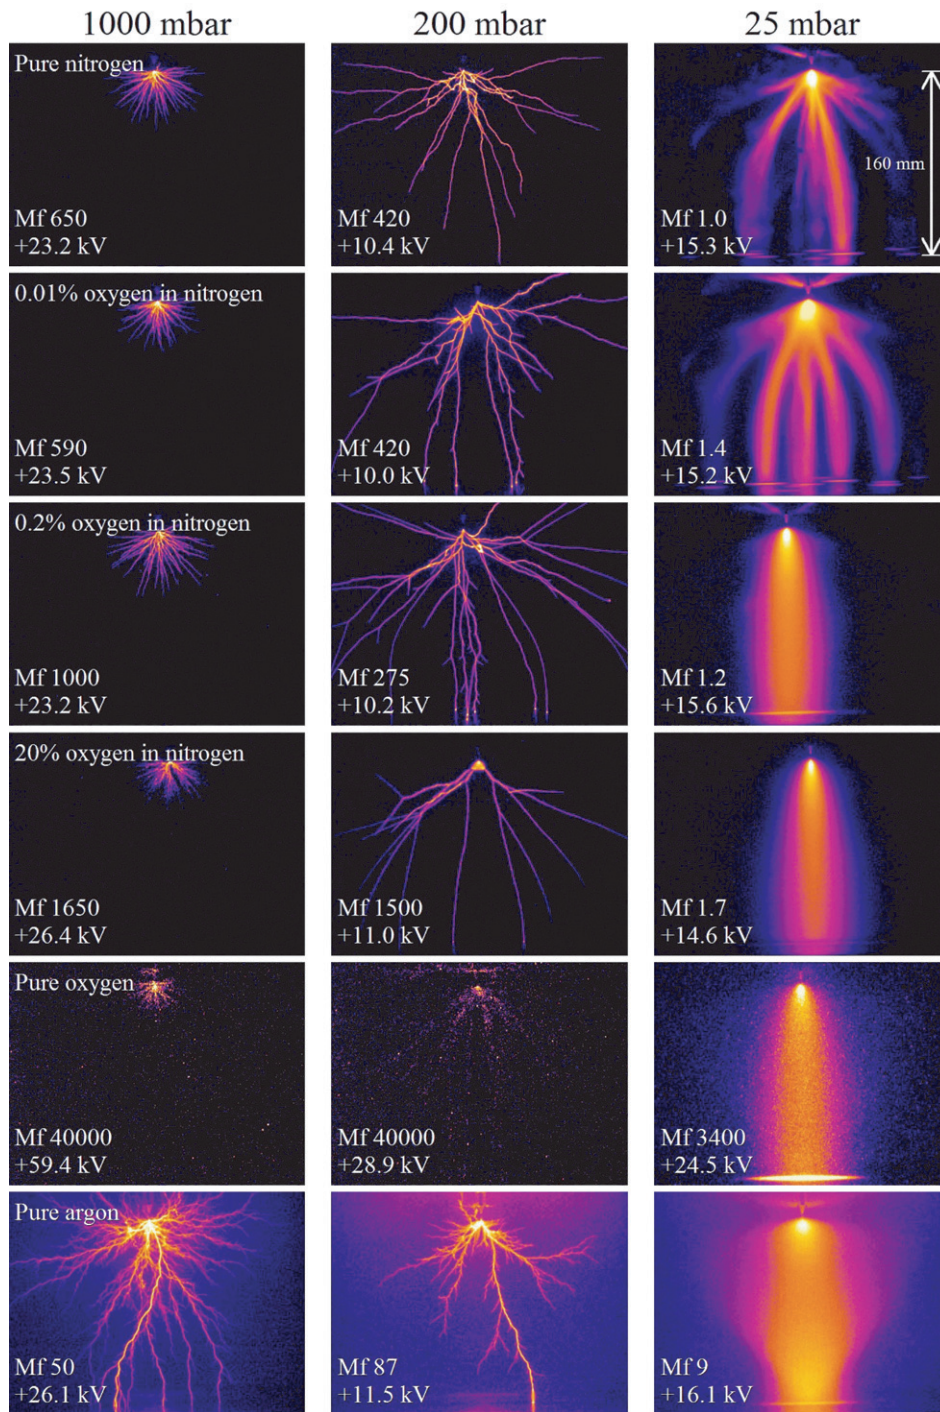 1000 mbar
200 mbar
25 mbar
Pure nitrogen
Mf 650
+23.2 kV
Mf 420
+10.4 kV
160 mm
Mf 1.0
+15.3 kV
0.01% oxygen in nitrogen
Mf 590
+23.5 kV
Mf 420
+10.0 kV
Mf 1.4
+15.2 kV
0.2% oxygen in nitrogen
Mf 1000
+23.2 kV
Mf 275
+10.2 kV
Mf 1.2
+15.6 kV
20% oxygen in nitrogen
Mf 1650
+26.4 kV
Mf 1500
+11.0 kV
Mf 1.7
+14.6 kV
Pure oxygen
Mf 40000
+59.4 kV
Mf 40000
+28.9 kV
Mf 3400
+24.5 kV
Pure argon
Mf 50
+26.1 kV
Mf 87
+11.5 kV
Mf 9
+16.1 kV